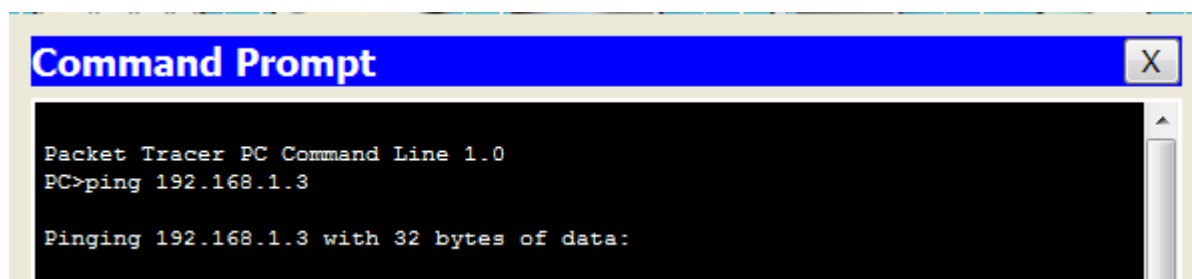 Command Prompt
X
Packet Tracer PC Command Line 1.0
PC>ping 192.168.1.3
Pinging 192.168.1.3 with 32 bytes of data: